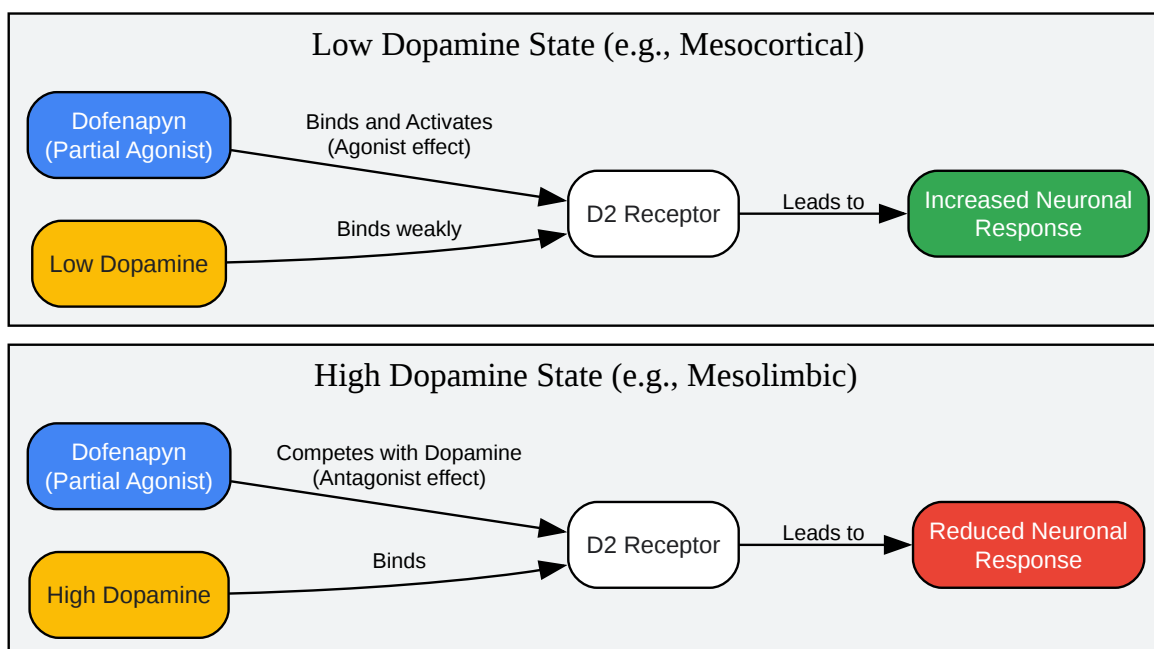 Low Dopamine State (e.g., Mesocortical)
Dofenapyn
(Partial Agonist)
Binds and Activates
(Agonist effect)
Low Dopamine
Binds weakly
D2 Receptor
Leads to
Increased Neuronal
Response
High Dopamine State (e.g., Mesolimbic)
Dofenapyn
(Partial Agonist)
Competes with Dopamine
(Antagonist effect)
High Dopamine
Binds
D2 Receptor
Leads to
Reduced Neuronal
Response